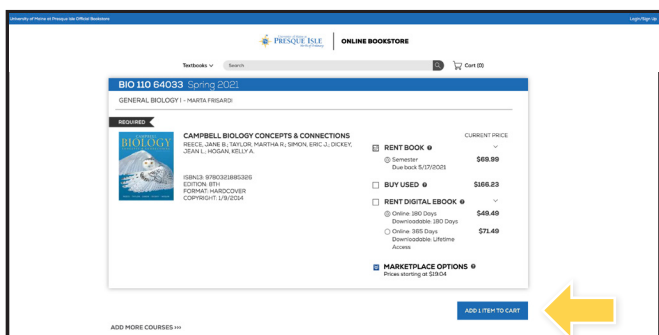 University of Maine at Presque Isle Official Bookstore
Login/Sign Up
PRESQUE ISLE
ONLINE BOOKSTORE
Textbooks
Search
Cart (0)
BIO 110 64033 Spring 2021
GENERAL BIOLOGY I - MARTA FRISARDI
REQUIRED
CAMPBELL BIOLOGY CONCEPTS & CONNECTIONS
REECE, JANE B.; TAYLOR, MARTHA R.; SIMON, ERIC J.; DICKEY,
JEAN L.; HOGAN, KELLY A.
ISBN13: 9780321885326
EDITION: 8TH
FORMAT: HARDCOVER
COPYRIGHT: 1/9/2014
BIOLOGY
CURRENT PRICE
RENT BOOK
Semester $69.99
Due back 5/17/2021
BUY USED $166.23
RENT DIGITAL EBOOK
Online: 180 Days $49.49
Downloadable: 180 Days
Online: 365 Days $71.49
Downloadable: Lifetime
Access
MARKETPLACE OPTIONS
Prices starting at $19.04
ADD 1 ITEM TO CART
ADD MORE COURSES >>>